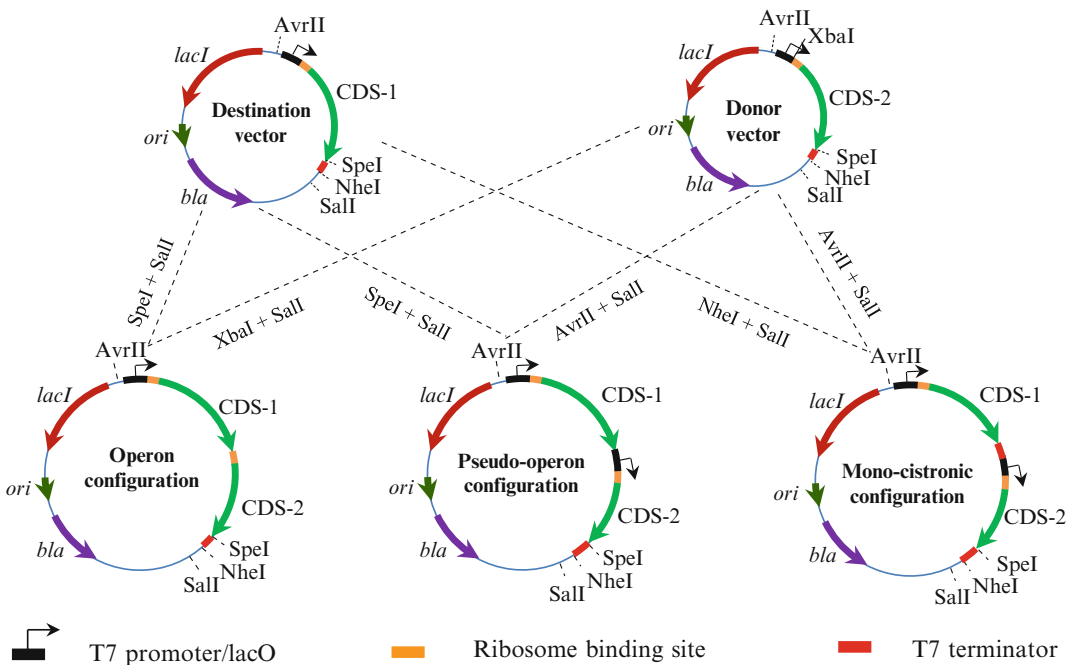 AvrII
lacI
CDS-1
Destination
vector
ori
SpeI
NheI
SalI
bla
AvrII
XbaI
CDS-2
Donor
vector
ori
SpeI
NheI
SalI
bla
SpeI + SalI
XbaI + SalI
SpeI + SalI
AvrII + SalI
NheI + SalI
AvrII + SalI
AvrII
lacI
CDS-1
Operon
configuration
ori
CDS-2
bla
SpeI
NheI
SalI
AvrII
lacI
CDS-1
Pseudo-operon
configuration
ori
CDS-2
bla
SpeI
NheI
SalI
AvrII
lacI
CDS-1
Mono-cistronic
configuration
ori
CDS-2
bla
SpeI
NheI
SalI
T7 promoter/lacO
Ribosome binding site
T7 terminator